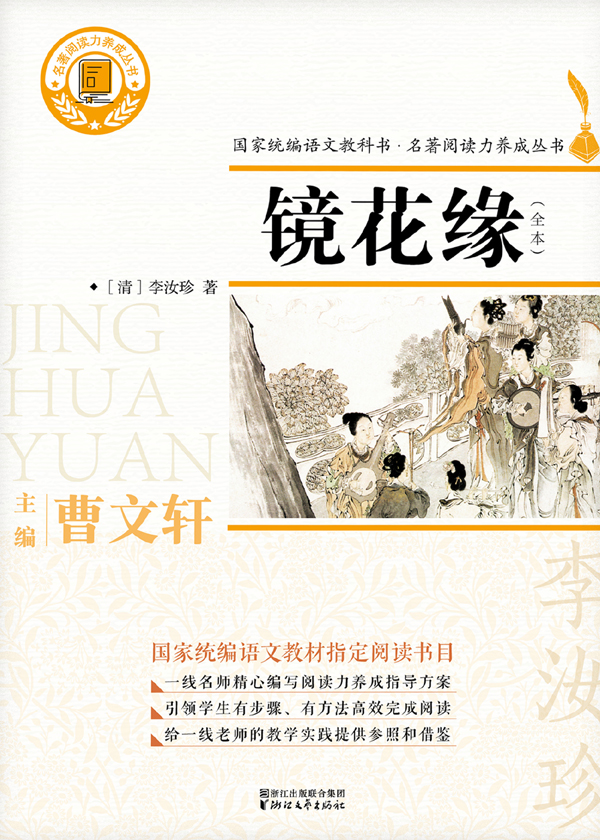 名著阅读力养成丛书
国家统编语文教科书·名著阅读力养成丛书
镜花缘
（全本）
◆［清］李汝珍 著
JING
HUA
YUAN
主编
曹文轩
李汝珍
国家统编语文教材指定阅读书目
一线名师精心编写阅读力养成指导方案
引领学生有步骤、有方法高效完成阅读
给一线老师的教学实践提供参照和借鉴
浙江出版联合集团
浙江文艺出版社